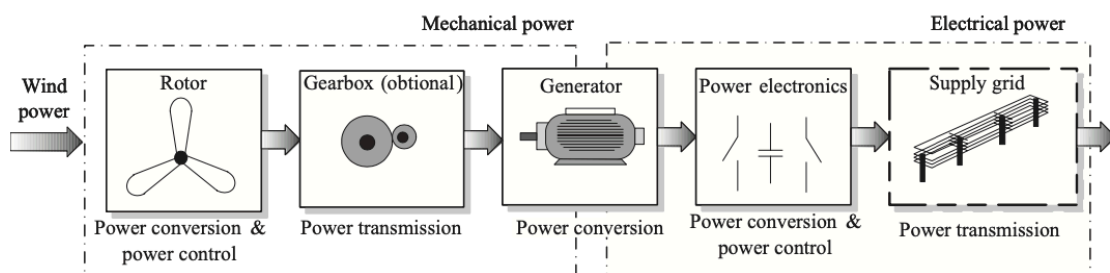 Mechanical power
Electrical power
Wind
power
Rotor
Gearbox (obtional)
Generator
Power electronics
Supply grid
Power conversion &
power control
Power transmission
Power conversion
Power conversion &
power control
Power transmission